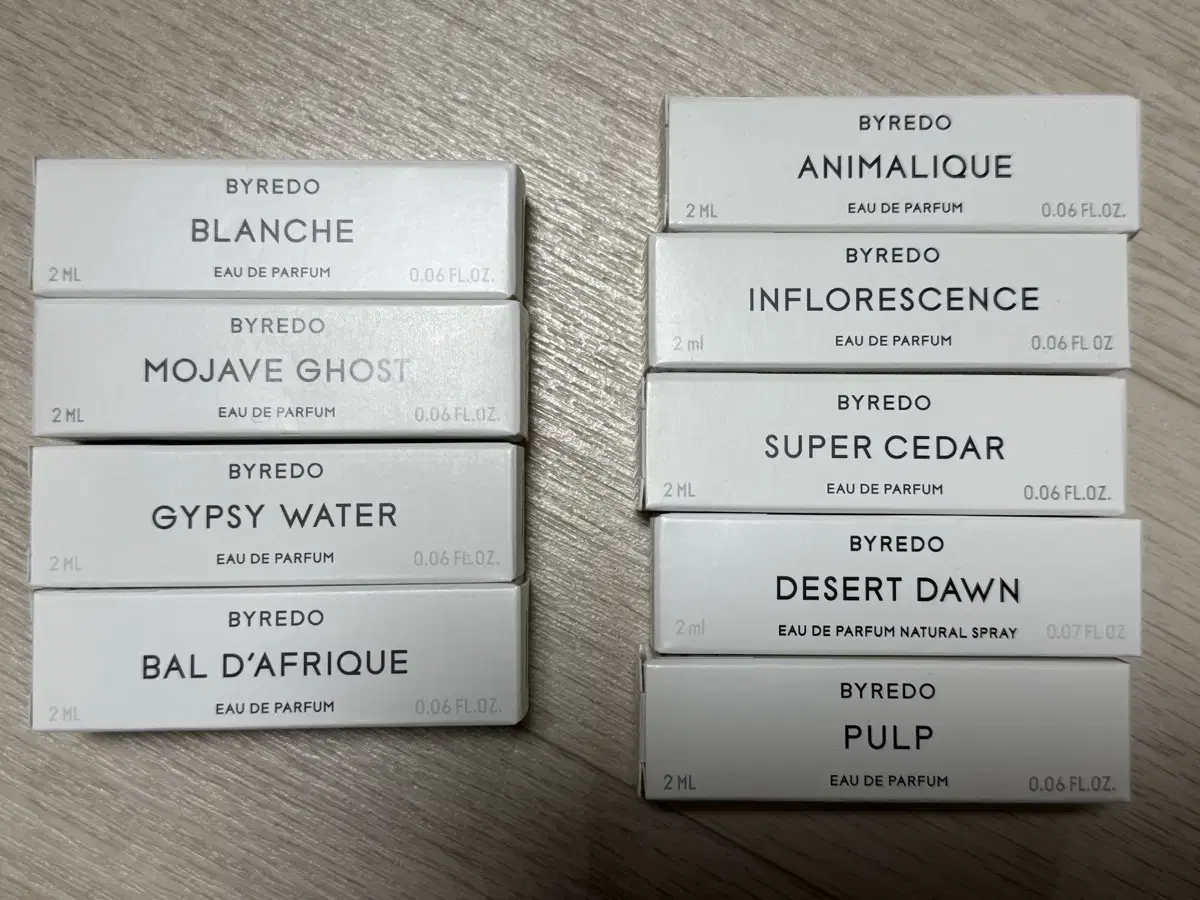 BYREDO
BLANCHE
2 ML EAU DE PARFUM 0.06 FL.OZ.
BYREDO
MOJAVE GHOST
2 ML EAU DE PARFUM 0.06 FL.OZ.
BYREDO
GYPSY WATER
2 ML EAU DE PARFUM 0.06 FL.OZ.
BYREDO
BAL D'AFRIQUE
2 ML EAU DE PARFUM 0.06 FL.OZ.
BYREDO
ANIMALIQUE
2 ML EAU DE PARFUM 0.06 FL.OZ.
BYREDO
INFLORESCENCE
2 ml EAU DE PARFUM 0.06 FL OZ
BYREDO
SUPER CEDAR
2 ML EAU DE PARFUM 0.06 FL.OZ.
BYREDO
DESERT DAWN
2 ml EAU DE PARFUM NATURAL SPRAY 0.07 FL OZ
BYREDO
PULP
2 ML EAU DE PARFUM 0.06 FL.OZ.